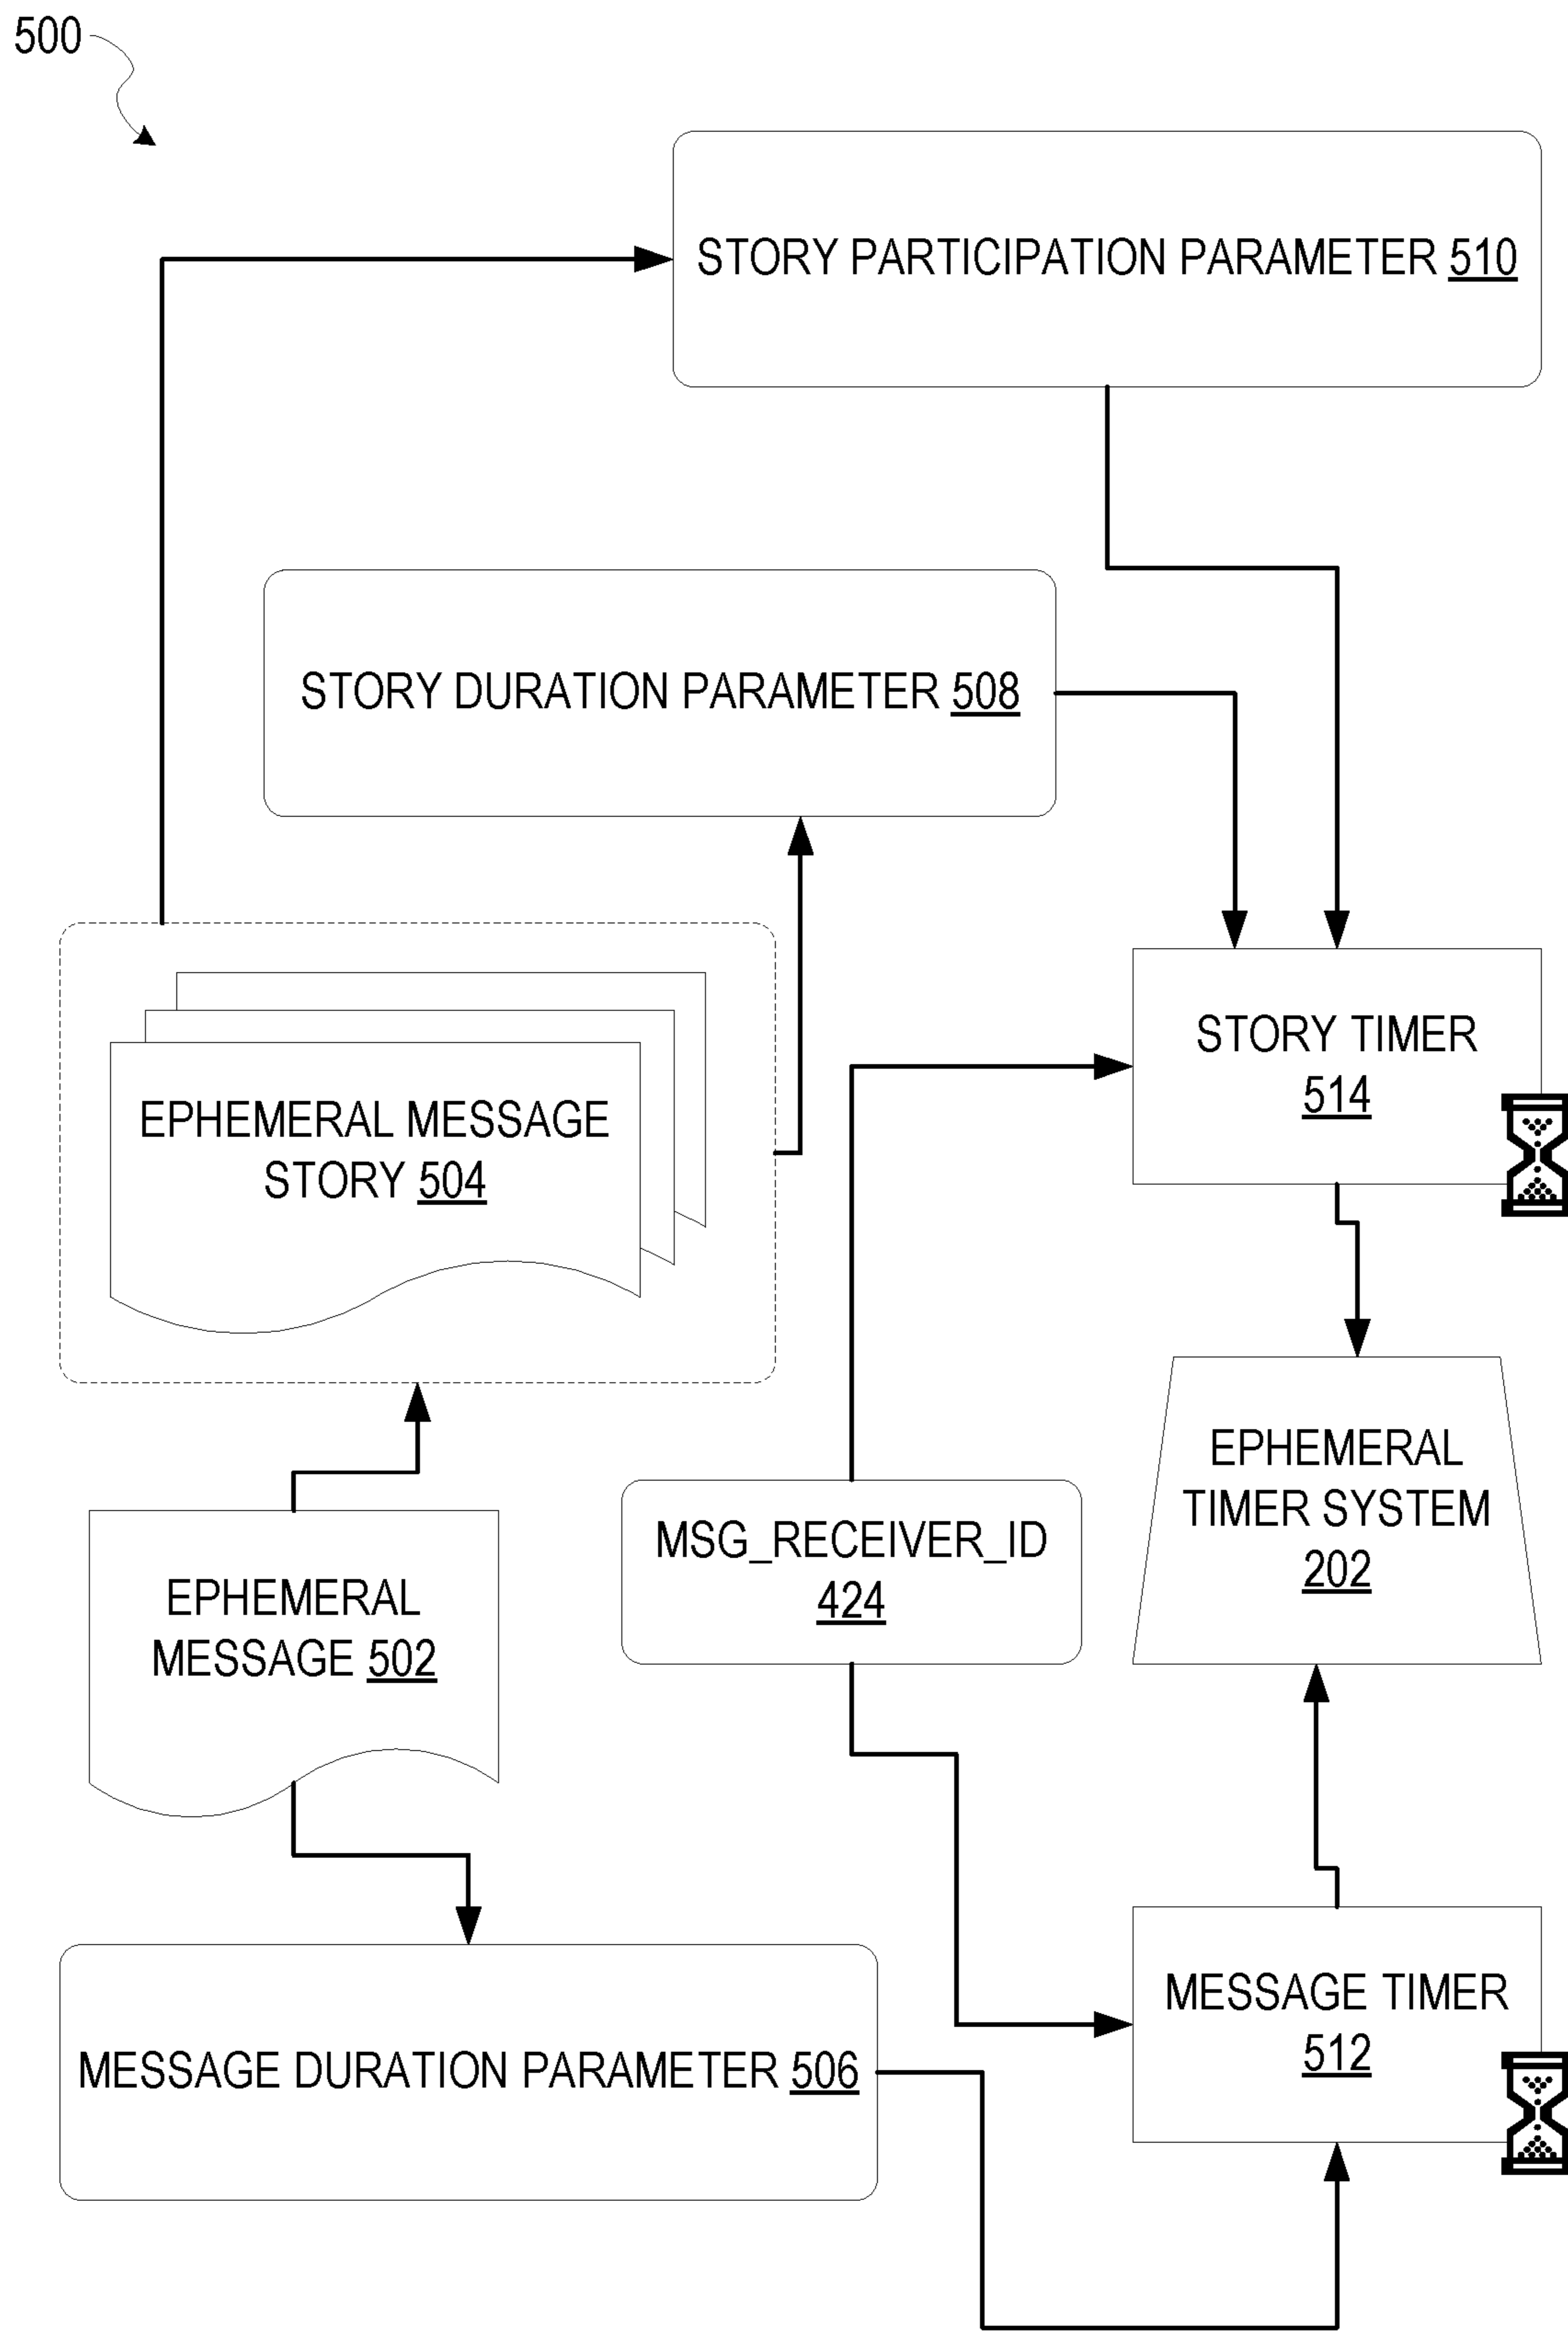 500
STORY PARTICIPATION PARAMETER 510
STORY DURATION PARAMETER 508
STORY TIMER
514
EPHEMERAL MESSAGE
STORY 504
EPHEMERAL
TIMER SYSTEM
202
MSG_RECEIVER_ID
424
EPHEMERAL
MESSAGE 502
MESSAGE TIMER
512
MESSAGE DURATION PARAMETER 506